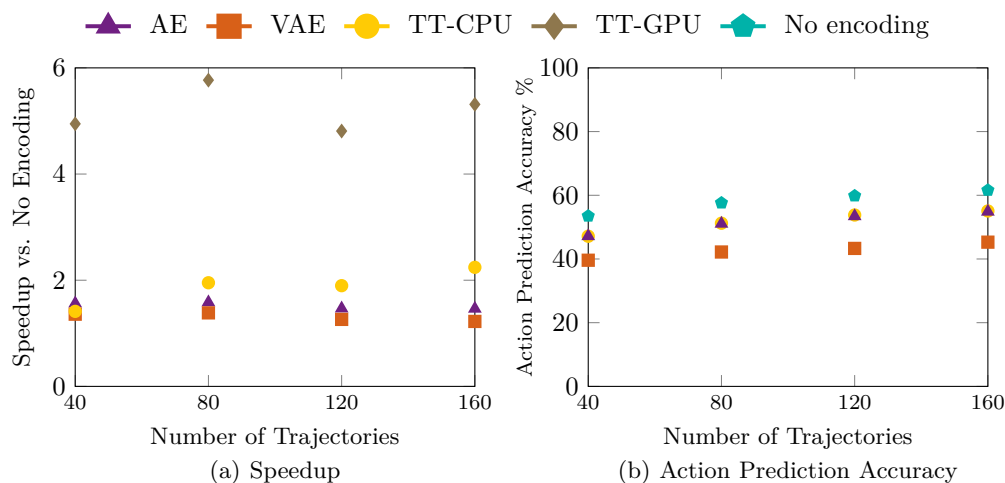 AE VAE TT-CPU TT-GPU No encoding
Speedup vs. No Encoding
6
4
2
0
40 80 120 160
Number of Trajectories
(a) Speedup
Action Prediction Accuracy %
100
80
60
40
20
0
40 80 120 160
Number of Trajectories
(b) Action Prediction Accuracy